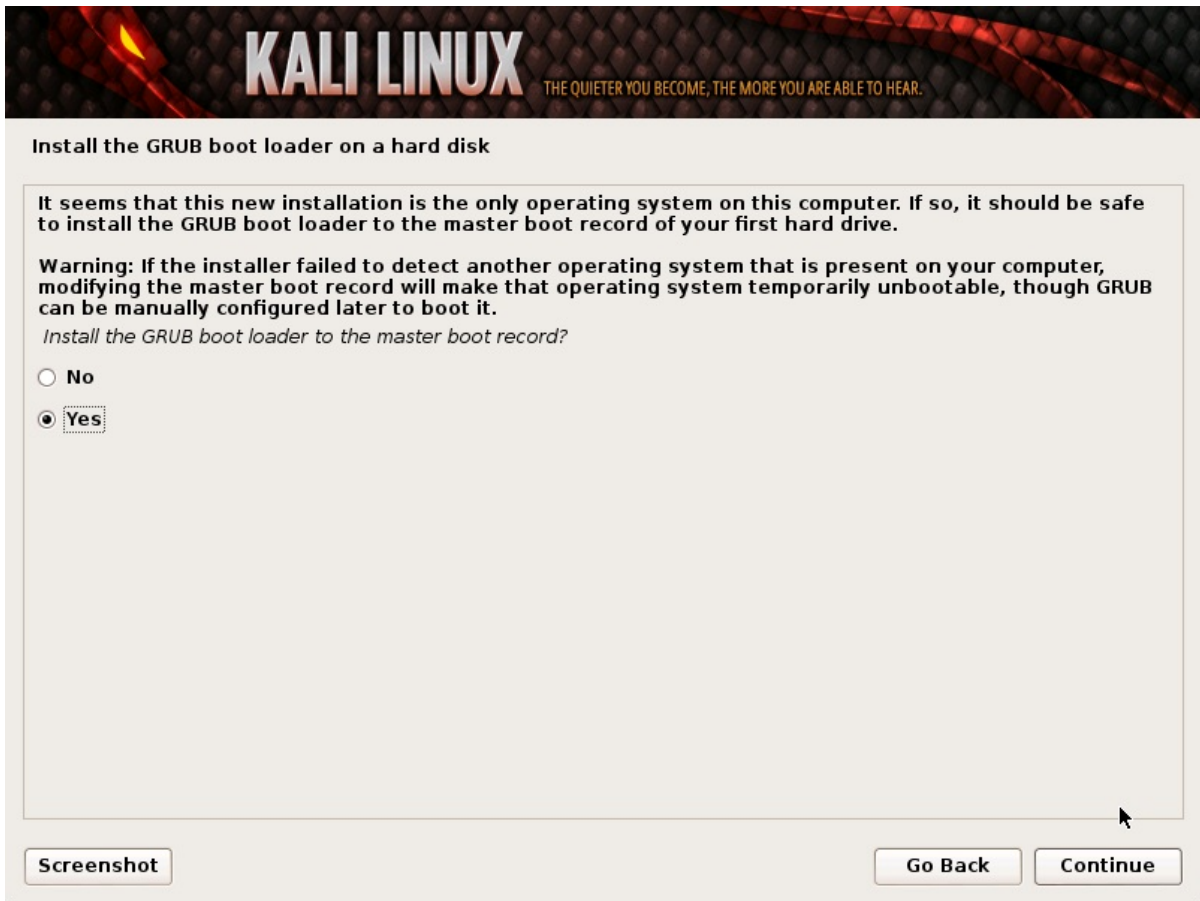 KALI LINUX THE QUIETER YOU BECOME, THE MORE YOU ARE ABLE TO HEAR.
Install the GRUB boot loader on a hard disk
It seems that this new installation is the only operating system on this computer. If so, it should be safe
to install the GRUB boot loader to the master boot record of your first hard drive.
Warning: If the installer failed to detect another operating system that is present on your computer,
modifying the master boot record will make that operating system temporarily unbootable, though GRUB
can be manually configured later to boot it.
Install the GRUB boot loader to the master boot record?
No
Yes
Screenshot Go Back Continue